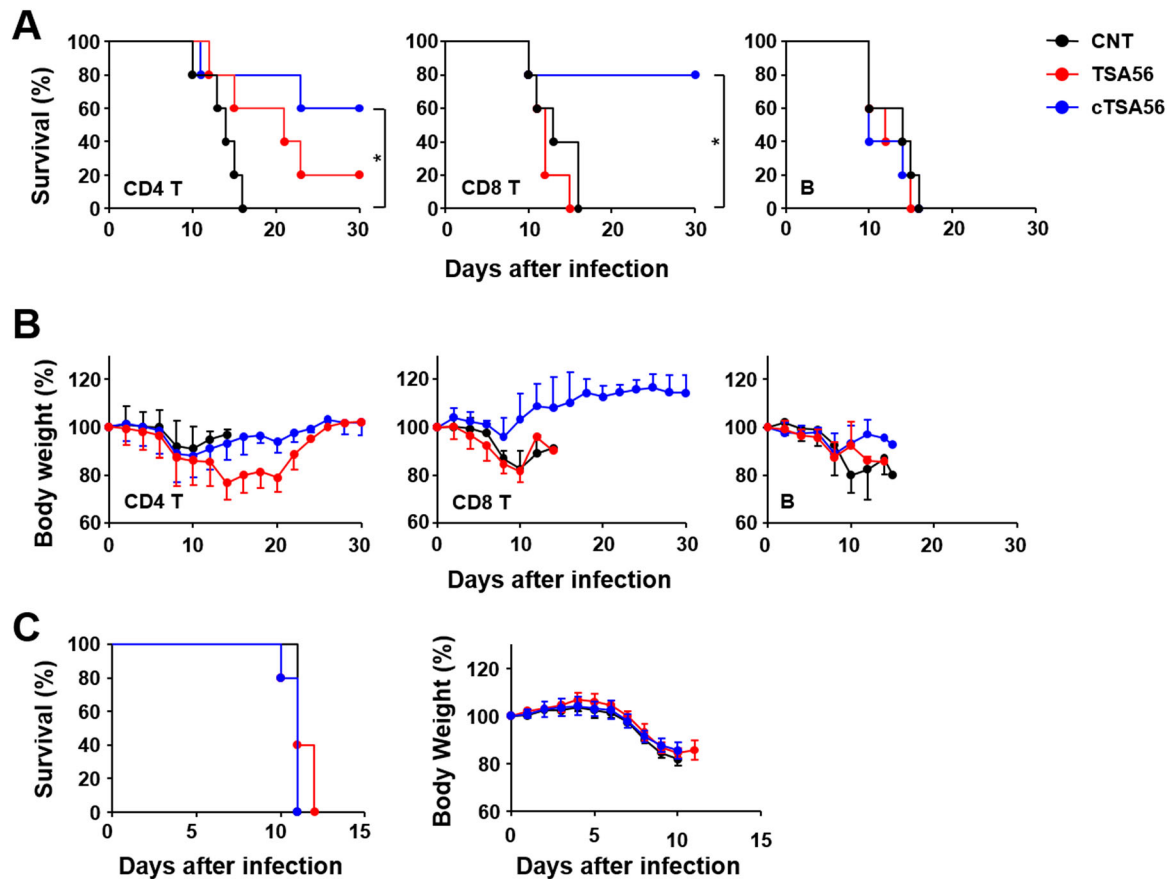 A
Survival (%)
100
80
60
40
20
0
CD4 T
*
0 10 20 30
100
80
60
40
20
0
CD8 T
*
0 10 20 30
100
80
60
40
20
0
B
0 10 20 30
CNT
TSA56
cTSA56
Days after infection
B
Body weight (%)
120
100
80
60
CD4 T
0 10 20 30
120
100
80
60
CD8 T
0 10 20 30
120
100
80
60
B
0 10 20 30
Days after infection
C
Survival (%)
100
80
60
40
20
0
0 5 10 15
Days after infection
Body Weight (%)
120
100
80
60
0 5 10 15
Days after infection